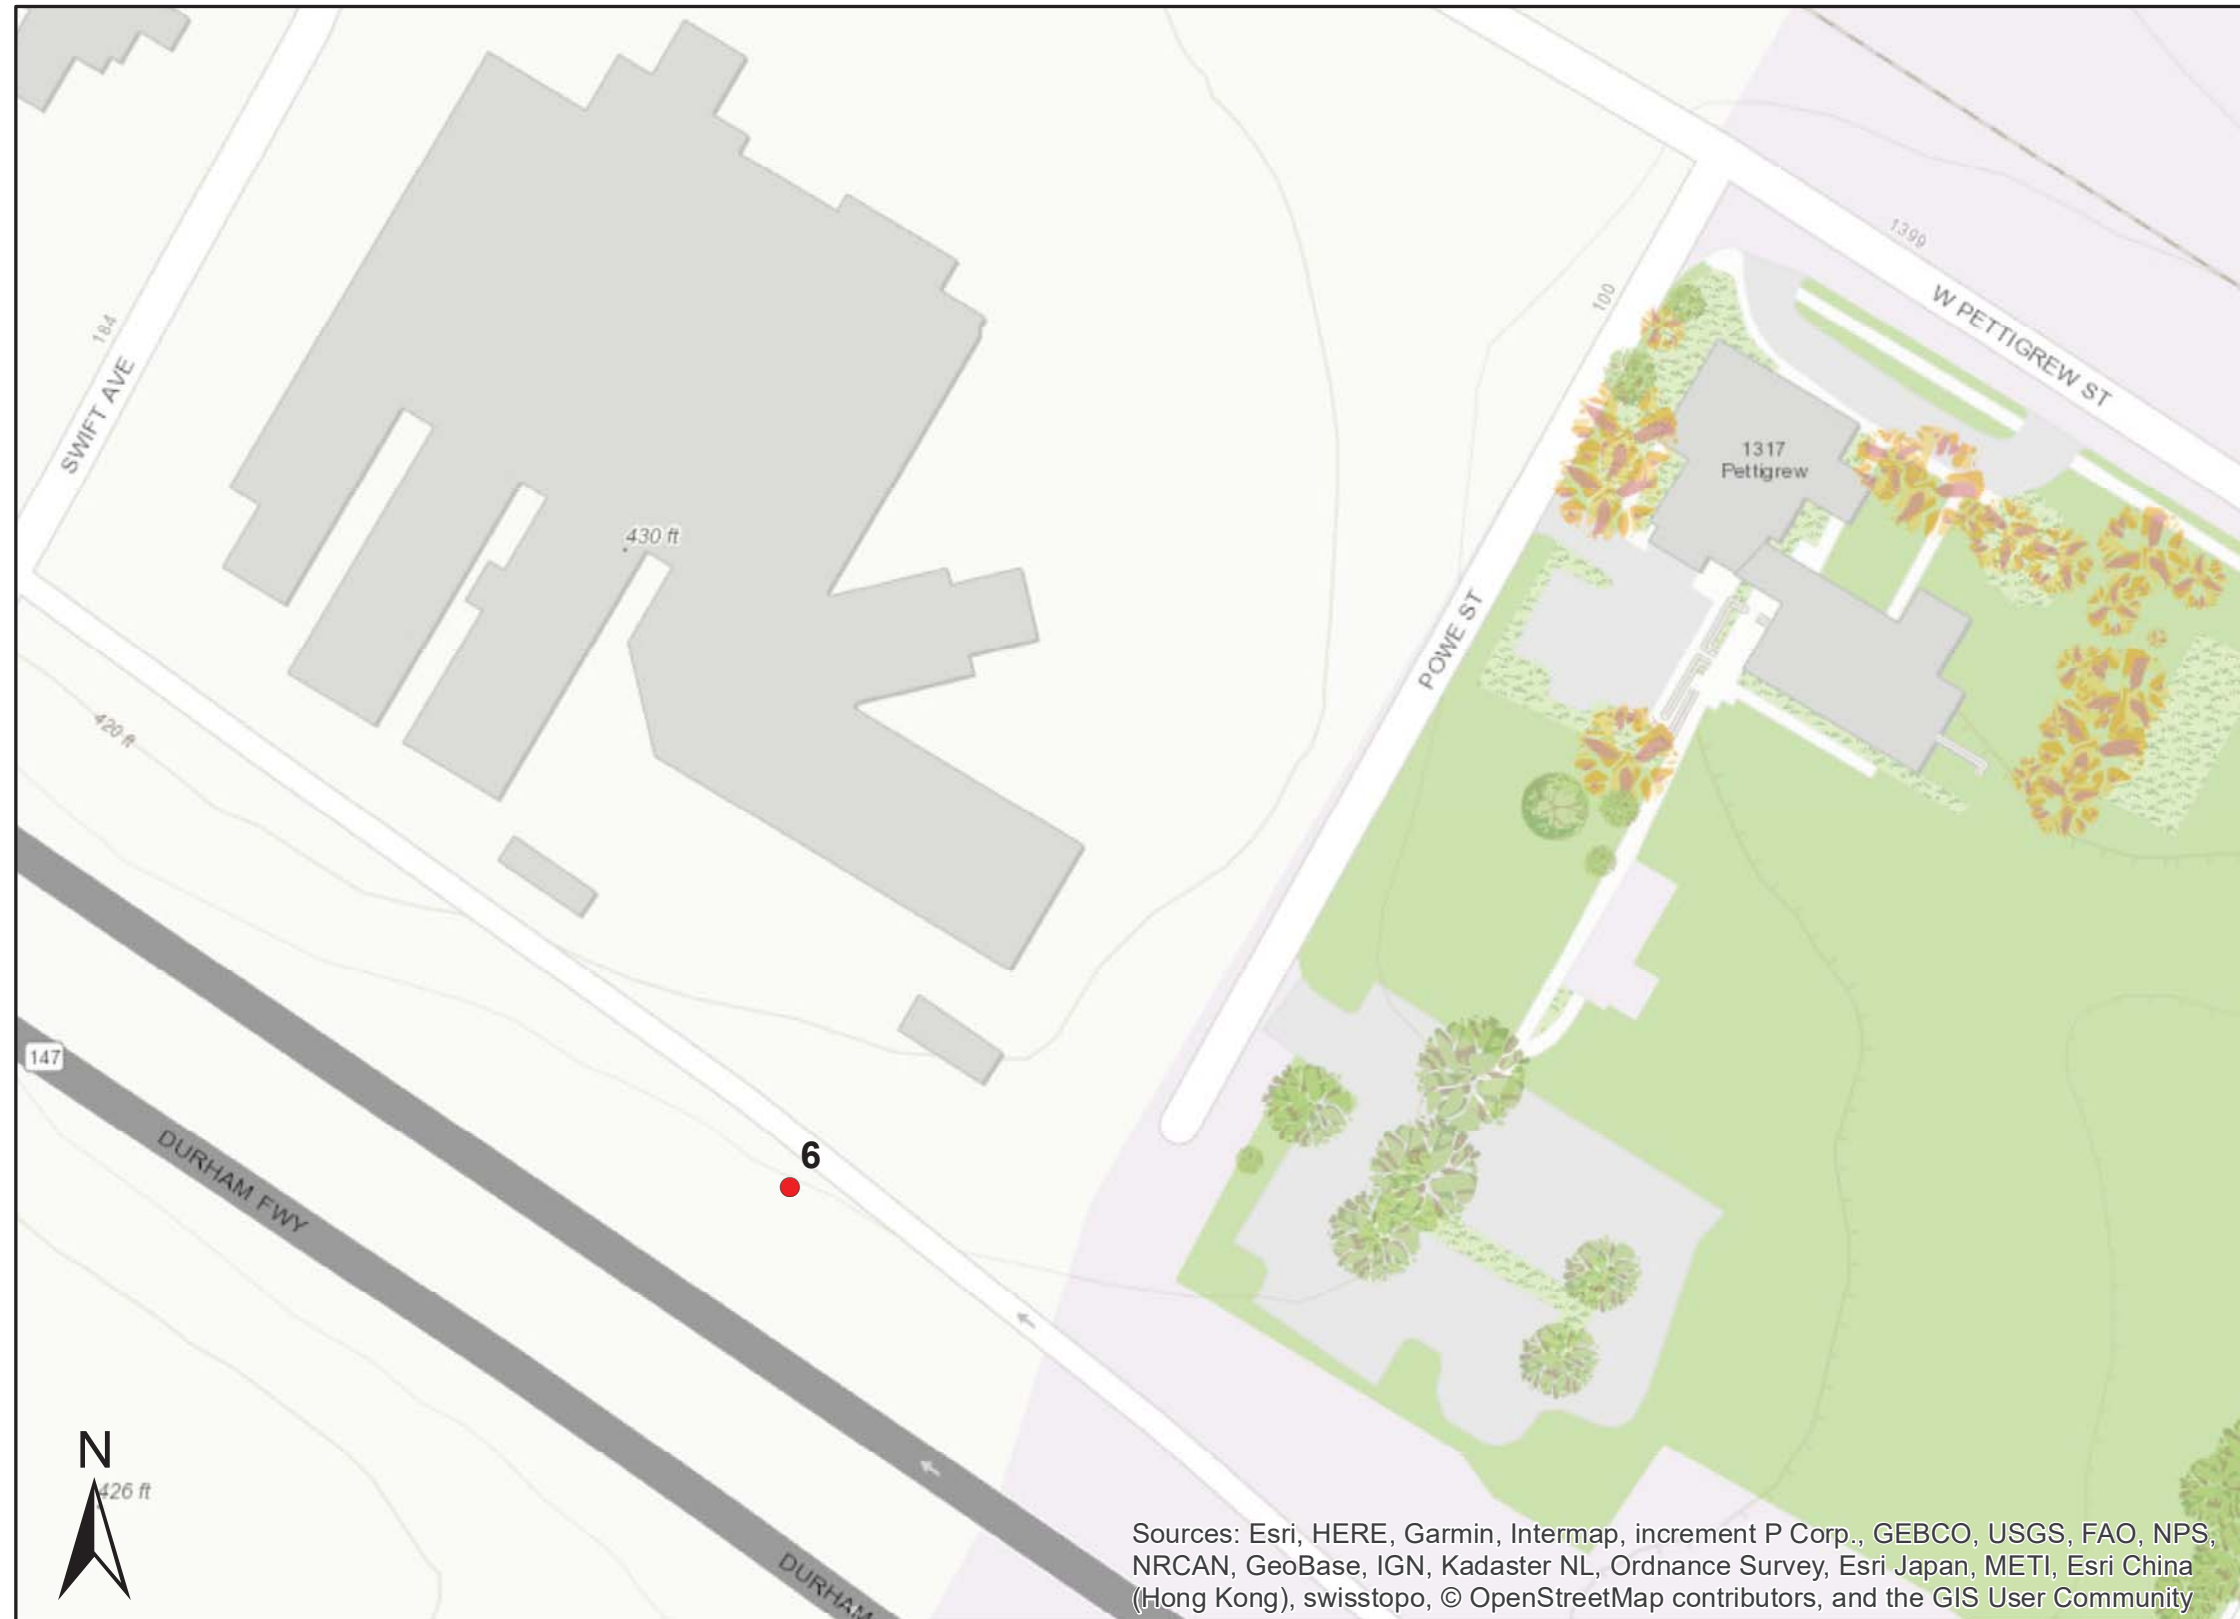 1399
W PETTIGREW ST
100
184
SWIFT AVE
1317
Pettigrew
430 ft
POWE ST
420 ft
147
DURHAM FWY
6
N
426 ft
DURHAM
Sources: Esri, HERE, Garmin, Intermap, increment P Corp., GEBCO, USGS, FAO, NPS,
NRCAN, GeoBase, IGN, Kadaster NL, Ordnance Survey, Esri Japan, METI, Esri China
(Hong Kong), swisstopo, © OpenStreetMap contributors, and the GIS User Community